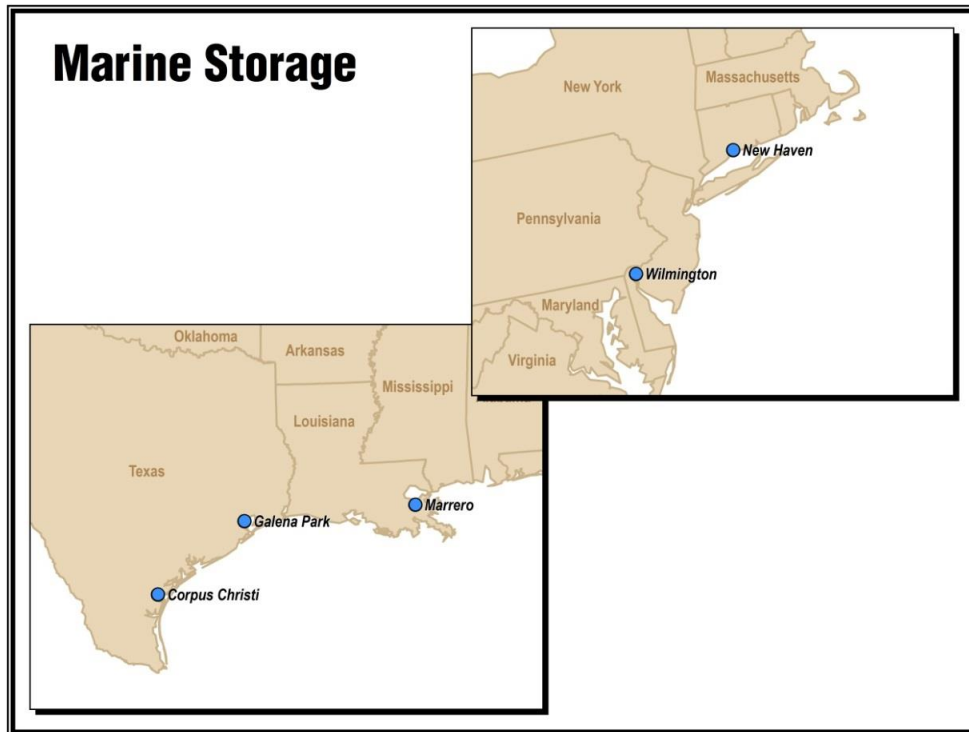 Marine Storage
New York
Massachusetts
New Haven
Pennsylvania
Wilmington
Maryland
Virginia
Oklahoma
Arkansas
Mississippi
Louisiana
Texas
Marrero
Galena Park
Corpus Christi